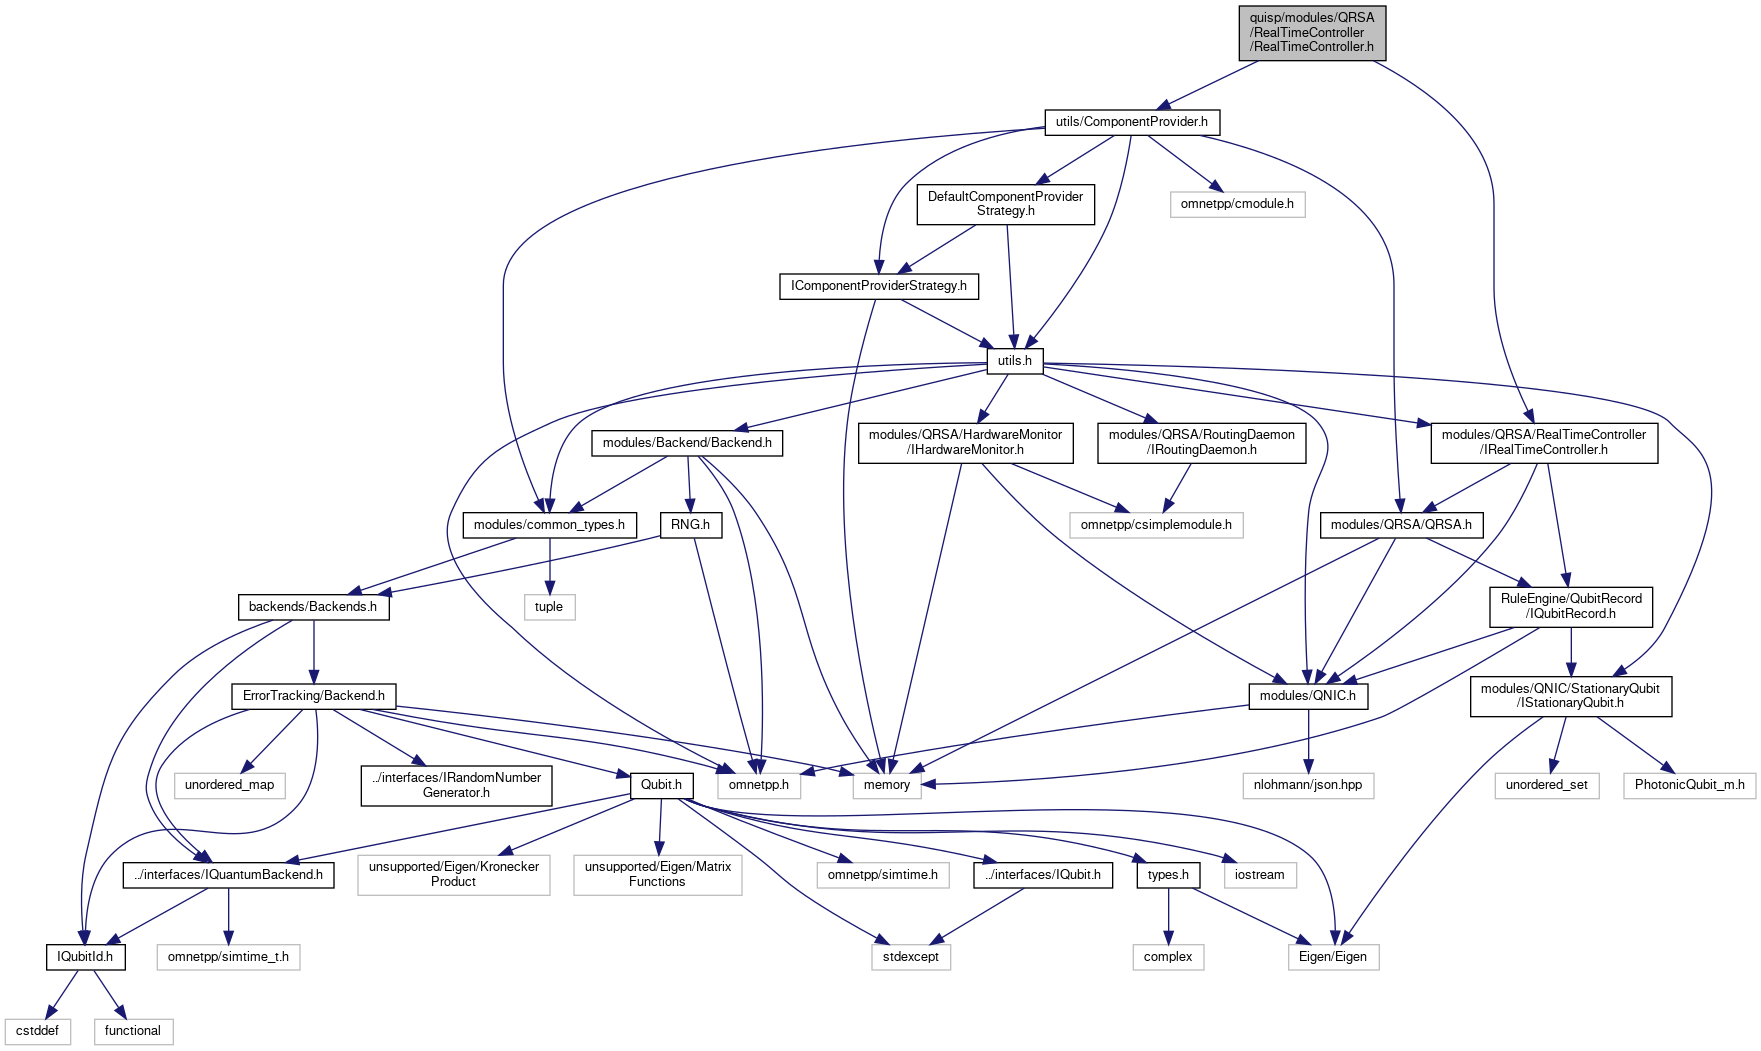 quisp/modules/QRSA
/RealTimeController
/RealTimeController.h
utils/ComponentProvider.h
DefaultComponentProvider
Strategy.h
omnetpp/cmodule.h
IComponentProviderStrategy.h
utils.h
modules/Backend/Backend.h
modules/QRSA/HardwareMonitor
/IHardwareMonitor.h
modules/QRSA/RoutingDaemon
/IRoutingDaemon.h
modules/QRSA/RealTimeController
/IRealTimeController.h
modules/common_types.h
RNG.h
omnetpp/csimplemodule.h
modules/QRSA/QRSA.h
backends/Backends.h
tuple
RuleEngine/QubitRecord
/IQubitRecord.h
ErrorTracking/Backend.h
modules/QNIC.h
modules/QNIC/StationaryQubit
/IStationaryQubit.h
unordered_map
../interfaces/IRandomNumber
Generator.h
Qubit.h
omnetpp.h
memory
nlohmann/json.hpp
unordered_set
PhotonicQubit_m.h
../interfaces/IQuantumBackend.h
unsupported/Eigen/Kronecker
Product
unsupported/Eigen/Matrix
Functions
omnetpp/simtime.h
../interfaces/IQubit.h
types.h
iostream
IQubitId.h
omnetpp/simtime_t.h
stdexcept
complex
Eigen/Eigen
cstddef
functional